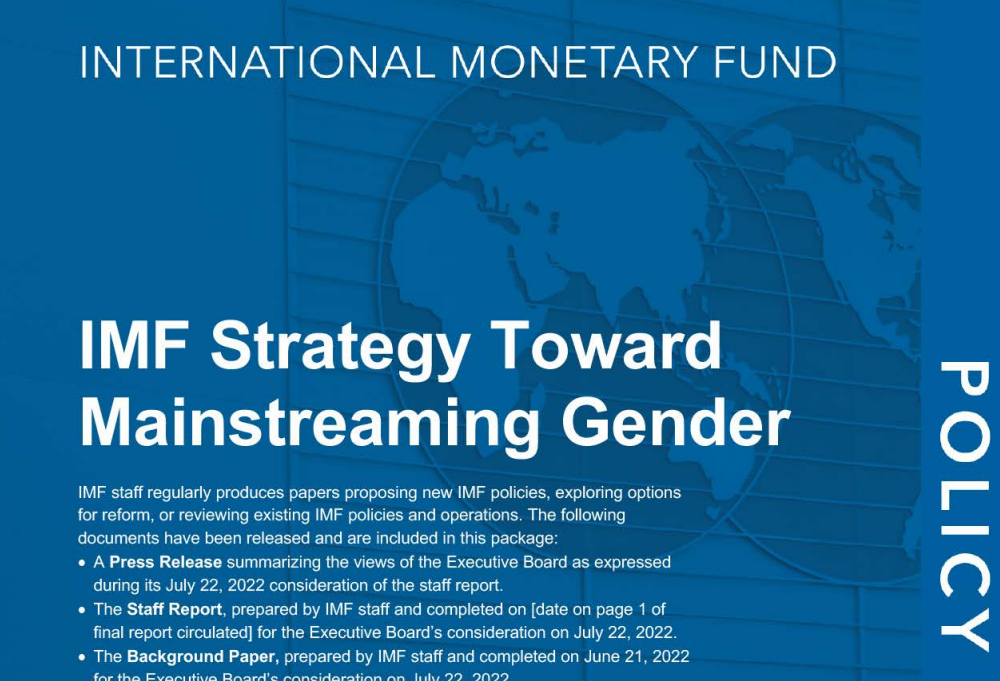 INTERNATIONAL MONETARY FUND
IMF Strategy Toward
Mainstreaming Gender
IMF staff regularly produces papers proposing new IMF policies, exploring options
for reform, or reviewing existing IMF policies and operations. The following
documents have been released and are included in this package:
• A Press Release summarizing the views of the Executive Board as expressed
during its July 22, 2022 consideration of the staff report.
• The Staff Report, prepared by IMF staff and completed on [date on page 1 of
final report circulated] for the Executive Board’s consideration on July 22, 2022.
• The Background Paper, prepared by IMF staff and completed on June 21, 2022
for the Executive Board’s consideration on July 22, 2022.
POLICY